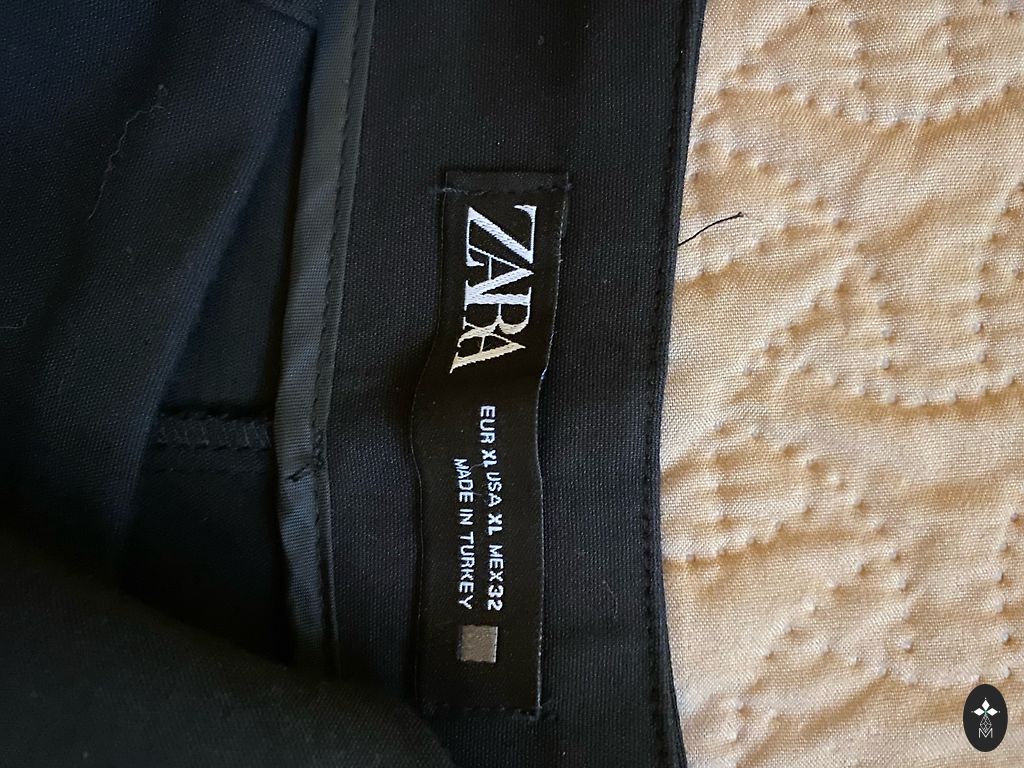 ZARA
EUR XL USA XL MEX 32
MADE IN TURKEY
M